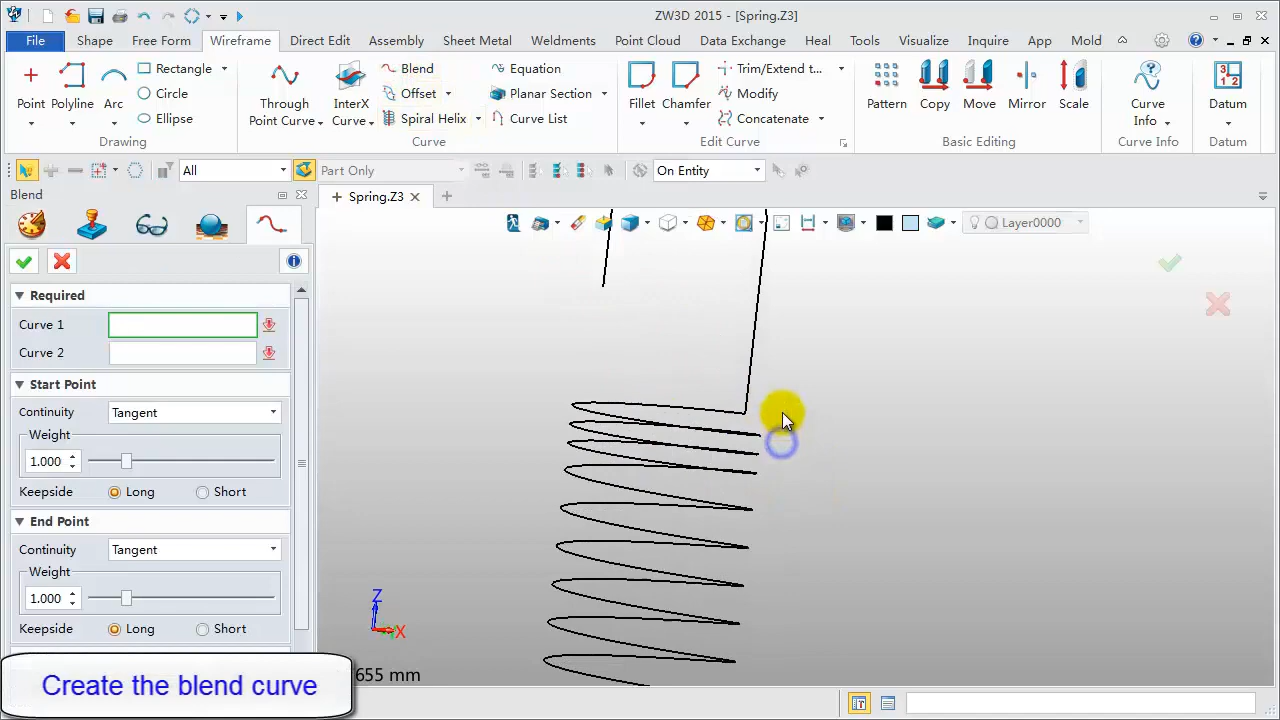 ZW3D 2015 - [Spring.Z3]
File Shape Free Form Wireframe Direct Edit Assembly SheetMetal Weldments Point Cloud Data Exchange Heal Tools Visualize Inquire App Mold
Point
Polyline
Arc
Rectangle
Circle
Ellipse
Drawing
Through
Point Curve
InterX
Curve
Blend
Offset
Spiral Helix
Equation
Planar Section
Curve List
Curve
Fillet
Chamfer
Trim/Extend t...
Modify
Concatenate
Edit Curve
Pattern
Copy
Move
Mirror
Scale
Basic Editing
Curve
Info
Curve Info
Datum
Datum
All
Part Only
On Entity
Blend
Spring.Z3
Layer0000
Required
Curve 1
Curve 2
Start Point
Continuity Tangent
Weight
1.000
Keepside Long Short
End Point
Continuity Tangent
Weight
1.000
Keepside Long Short
Z
X
655 mm
Create the blend curve